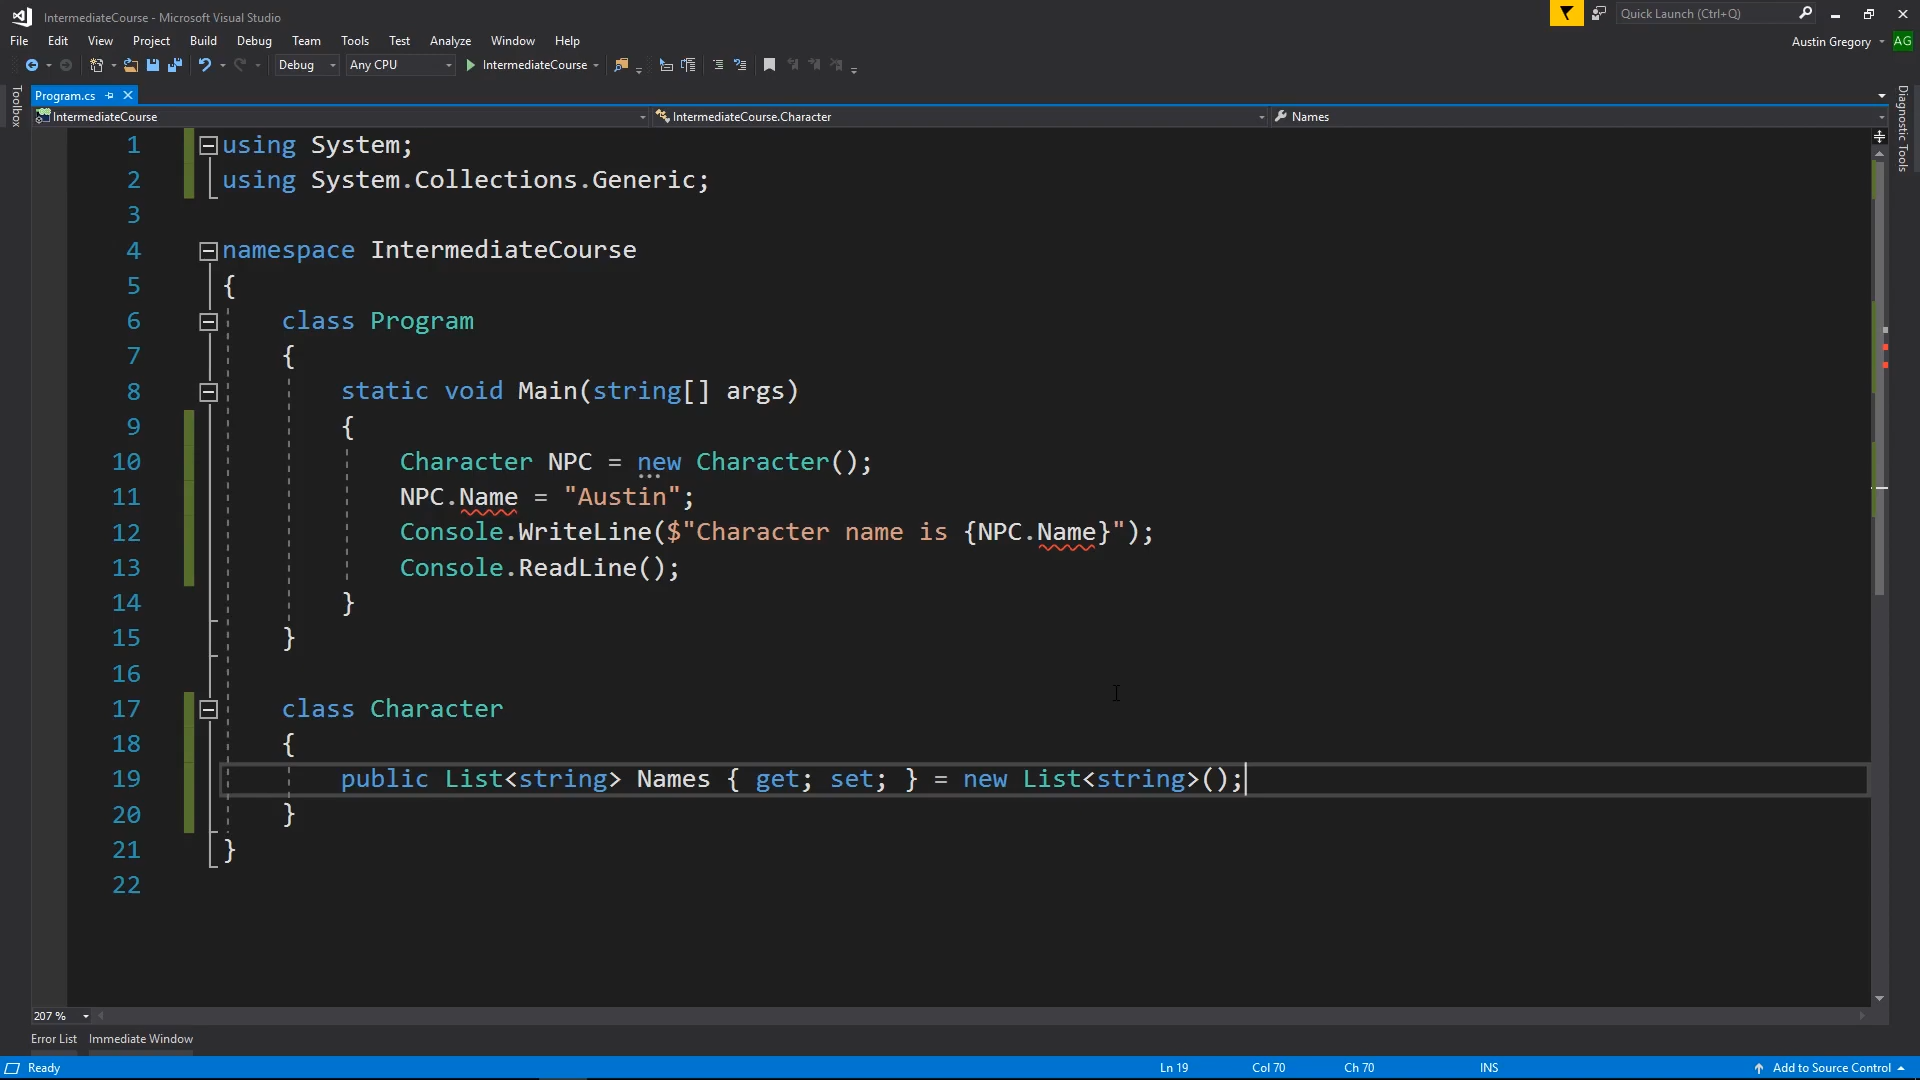 IntermediateCourse - Microsoft Visual Studio
Quick Launch (Ctrl+Q)
File Edit View Project Build Debug Team Tools Test Analyze Window Help
Austin Gregory AG
Debug Any CPU IntermediateCourse
Toolbox
Program.cs
Diagnostic Tools
IntermediateCourse IntermediateCourse.Character Names
1 using System;
2 using System.Collections.Generic;
3
4 namespace IntermediateCourse
5 {
6 class Program
7 {
8 static void Main(string[] args)
9 {
10 Character NPC = new Character();
11 NPC.Name = "Austin";
12 Console.WriteLine($"Character name is {NPC.Name}");
13 Console.ReadLine();
14 }
15 }
16
17 class Character
18 {
19 public List<string> Names { get; set; } = new List<string>();
20 }
21 }
22
207 %
Error List Immediate Window
Ready Ln 19 Col 70 Ch 70 INS Add to Source Control